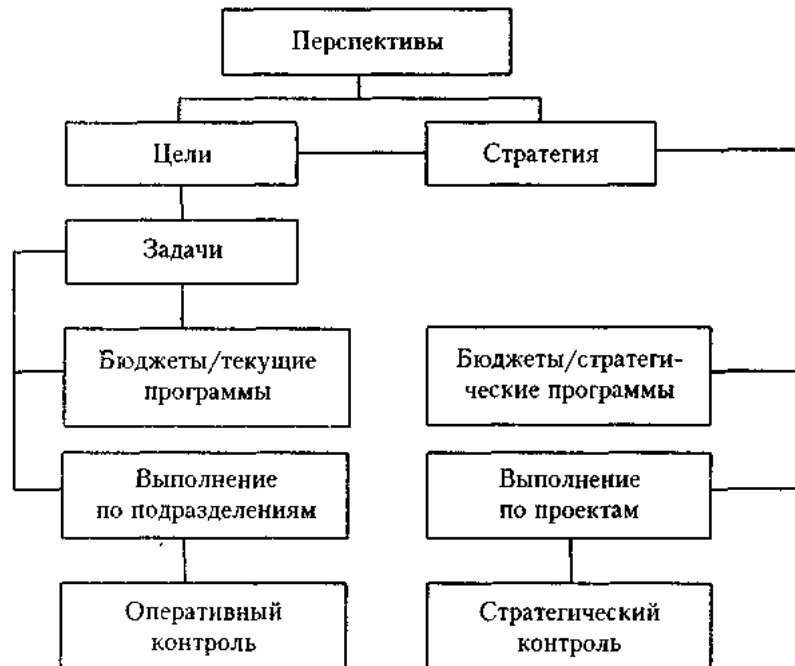 Перспективы
Цели
Стратегия
Задачи
Бюджеты/текущие
программы
Бюджеты/стратеги-
ческие программы
Выполнение
по подразделениям
Выполнение
по проектам
Оперативный
контроль
Стратегический
контроль